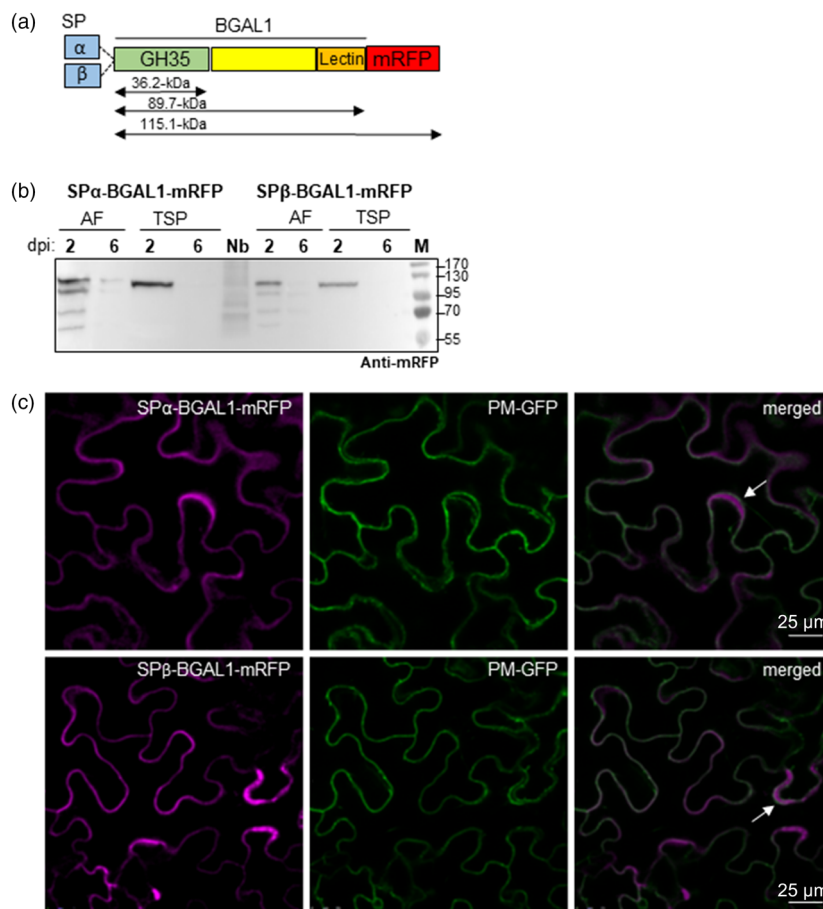 (a)
SP
BGAL1
α
β
GH35
Lectin
mRFP
36.2-kDa
89.7-kDa
115.1-kDa
(b)
SPα-BGAL1-mRFP SPβ-BGAL1-mRFP
AF TSP AF TSP
dpi: 2 6 2 6 Nb 2 6 2 6 M
170
130
95
70
55
Anti-mRFP
(c)
SPα-BGAL1-mRFP PM-GFP merged
25 µm
SPβ-BGAL1-mRFP PM-GFP merged
25 µm